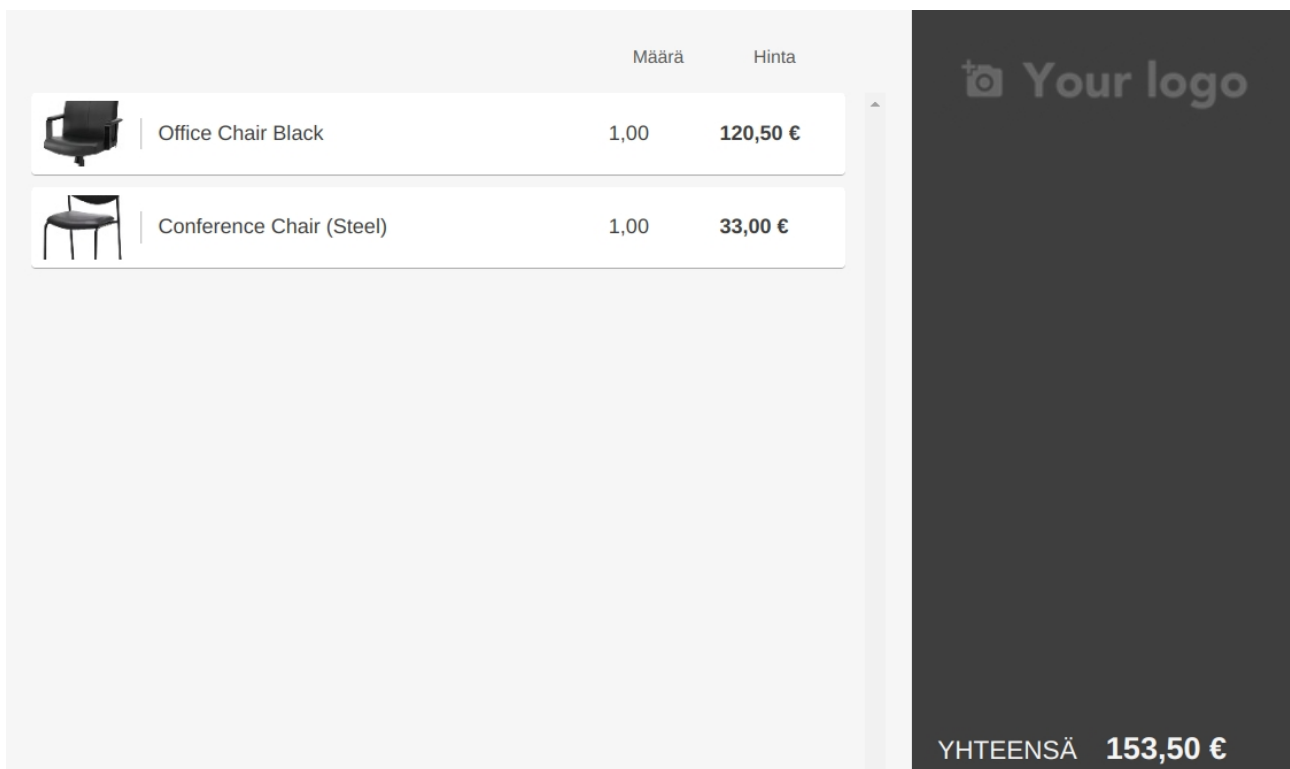 Määrä Hinta
Your logo
Office Chair Black 1,00 120,50 €
Conference Chair (Steel) 1,00 33,00 €
YHTEENSÄ 153,50 €